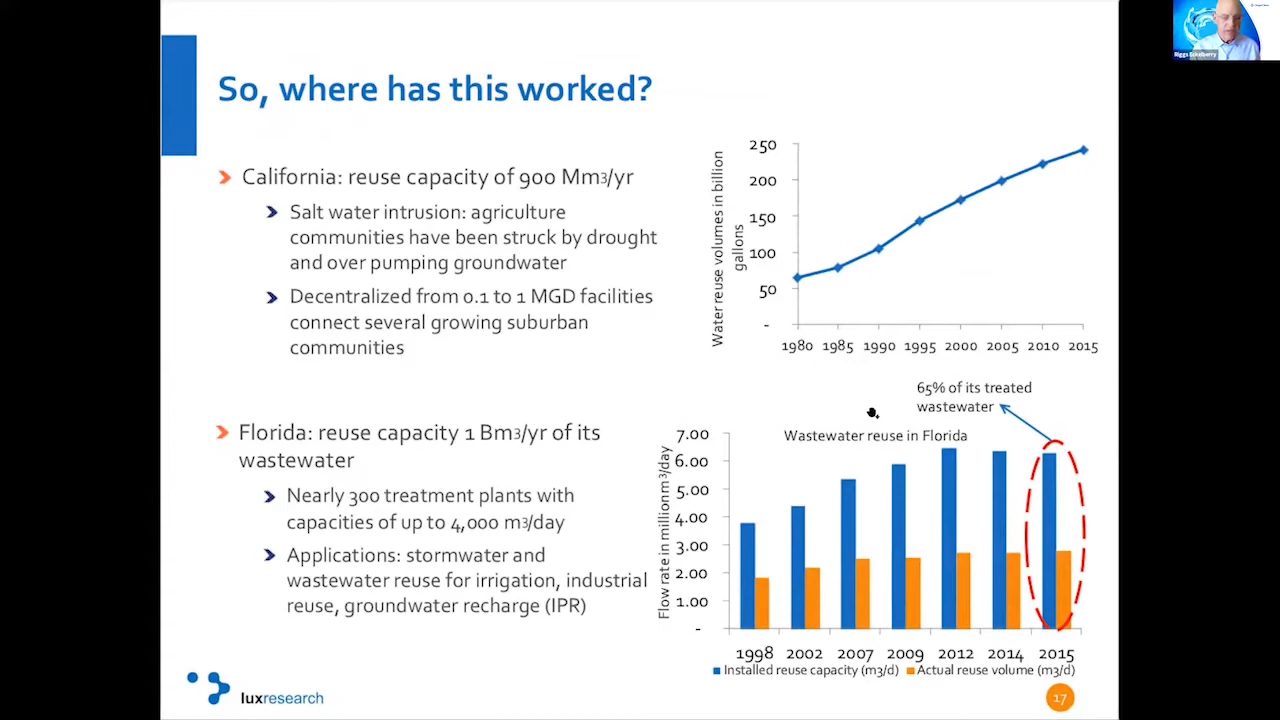 So, where has this worked?
California: reuse capacity of 900 Mm3/yr
Salt water intrusion: agriculture
communities have been struck by drought
and over pumping groundwater
Decentralized from 0.1 to 1 MGD facilities
connect several growing suburban
communities
Florida: reuse capacity 1 Bm3/yr of its
wastewater
Nearly 300 treatment plants with
capacities of up to 4,000 m3/day
Applications: stormwater and
wastewater reuse for irrigation, industrial
reuse, groundwater recharge (IPR)
luxresearch
Water reuse volumes in billion
gallons
250
200
150
100
50
-
1980 1985 1990 1995 2000 2005 2010 2015
65% of its treated
wastewater
Wastewater reuse in Florida
Flow rate in million m3/day
7.00
6.00
5.00
4.00
3.00
2.00
1.00
-
1998 2002 2007 2009 2012 2014 2015
Installed reuse capacity (m3/d) Actual reuse volume (m3/d)
17
Riggs Eckelberry